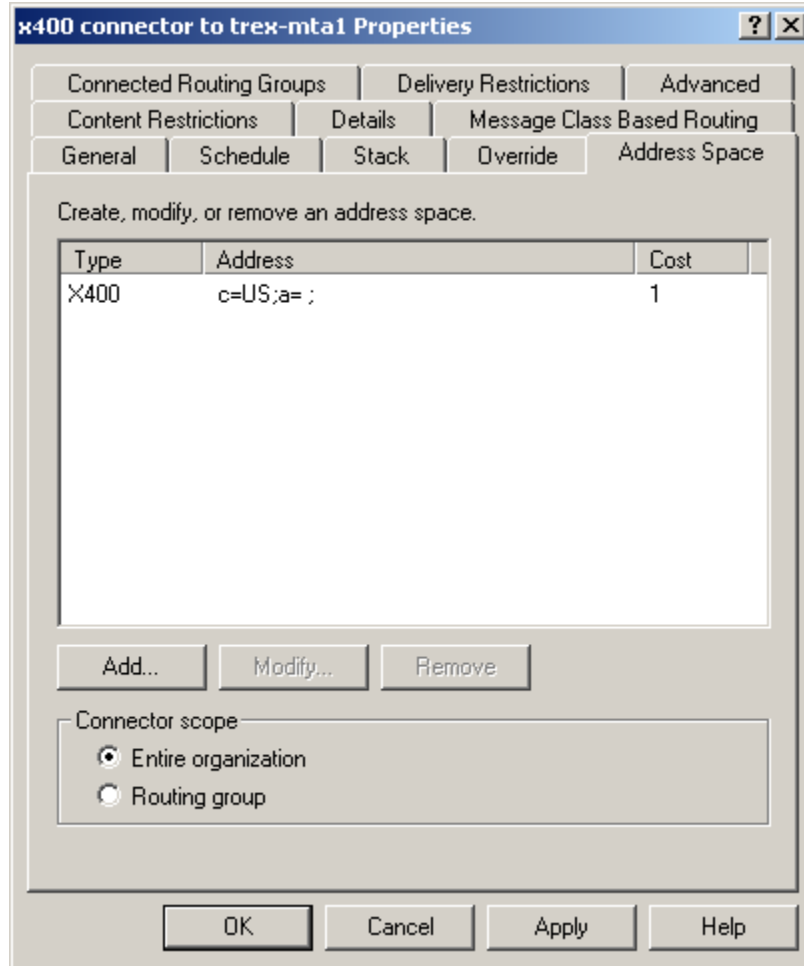 x400 connector to trex-mta1 Properties
Connected Routing Groups Delivery Restrictions Advanced
Content Restrictions Details Message Class Based Routing
General Schedule Stack Override Address Space
Create, modify, or remove an address space.
Type Address Cost
X400 c=US;a= ; 1
Add... Modify... Remove
Connector scope
Entire organization
Routing group
OK Cancel Apply Help